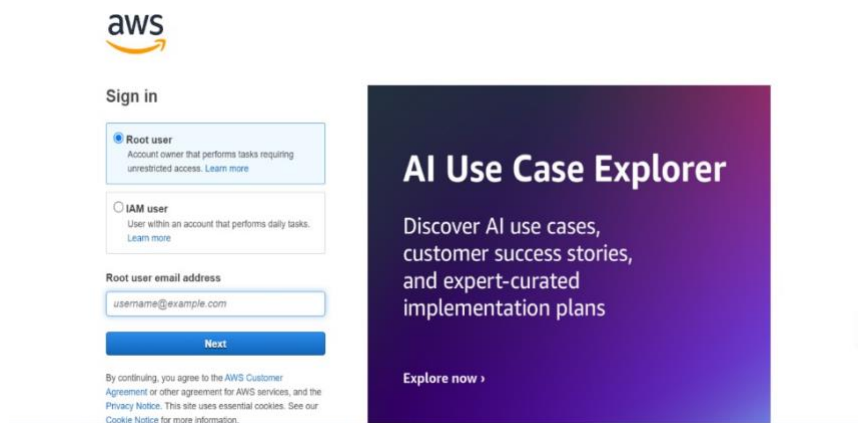 aws
Sign in
Root user
Account owner that performs tasks requiring
unrestricted access. Learn more
IAM user
User within an account that performs daily tasks.
Learn more
Root user email address
username@example.com
Next
By continuing, you agree to the AWS Customer
Agreement or other agreement for AWS services, and the
Privacy Notice. This site uses essential cookies. See our
Cookie Notice for more information.
AI Use Case Explorer
Discover AI use cases,
customer success stories,
and expert-curated
implementation plans
Explore now ›